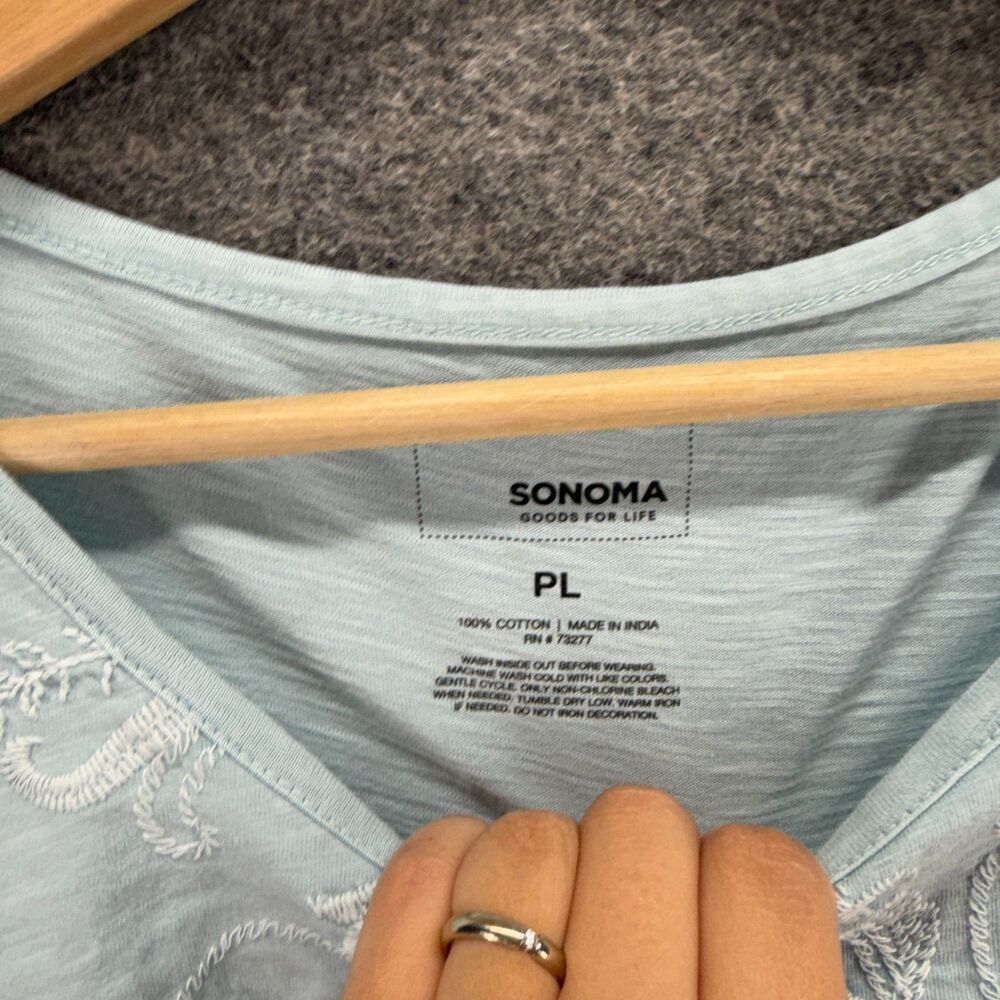 SONOMA
GOODS FOR LIFE
PL
100% COTTON | MADE IN INDIA
RN # 73277
WASH INSIDE OUT BEFORE WEARING.
MACHINE WASH COLD WITH LIKE COLORS.
GENTLE CYCLE. ONLY NON-CHLORINE BLEACH
WHEN NEEDED. TUMBLE DRY LOW. WARM IRON
IF NEEDED. DO NOT IRON DECORATION.